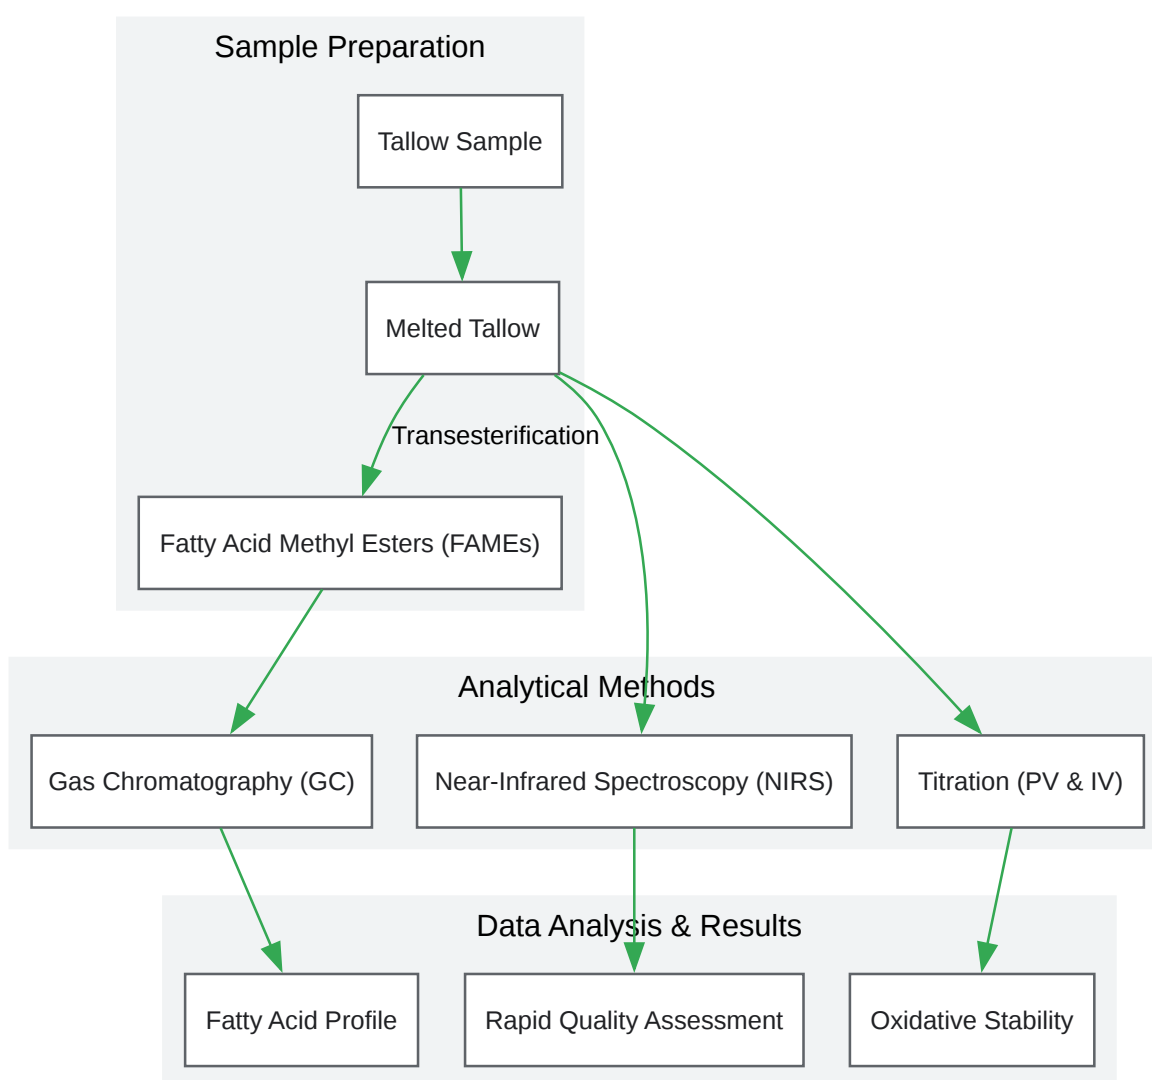 Sample Preparation
Tallow Sample
Melted Tallow
Transesterification
Fatty Acid Methyl Esters (FAMEs)
Analytical Methods
Gas Chromatography (GC)
Near-Infrared Spectroscopy (NIRS)
Titration (PV & IV)
Data Analysis & Results
Fatty Acid Profile
Rapid Quality Assessment
Oxidative Stability